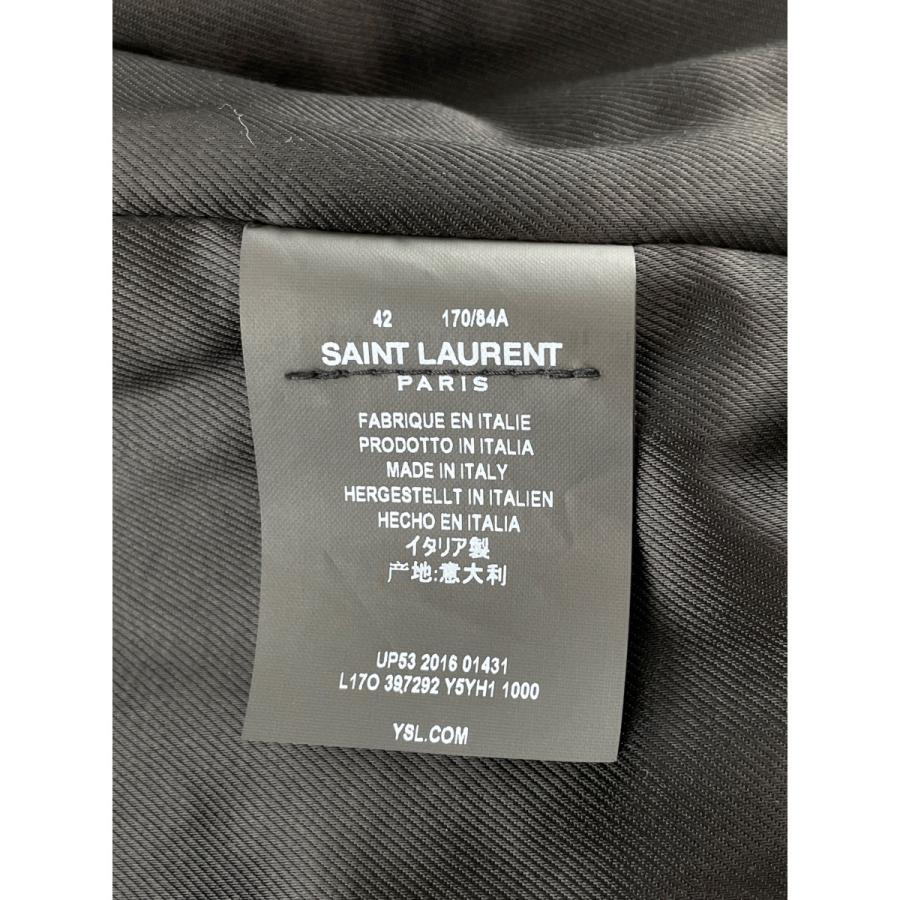 42 170/84A
SAINT LAURENT
PARIS
FABRIQUE EN ITALIE
PRODOTTO IN ITALIA
MADE IN ITALY
HERGESTELLT IN ITALIEN
HECHO EN ITALIA
イタリア製
产地:意大利
UP53 2016 01431
L17O 397292 Y5YH1 1000
YSL.COM